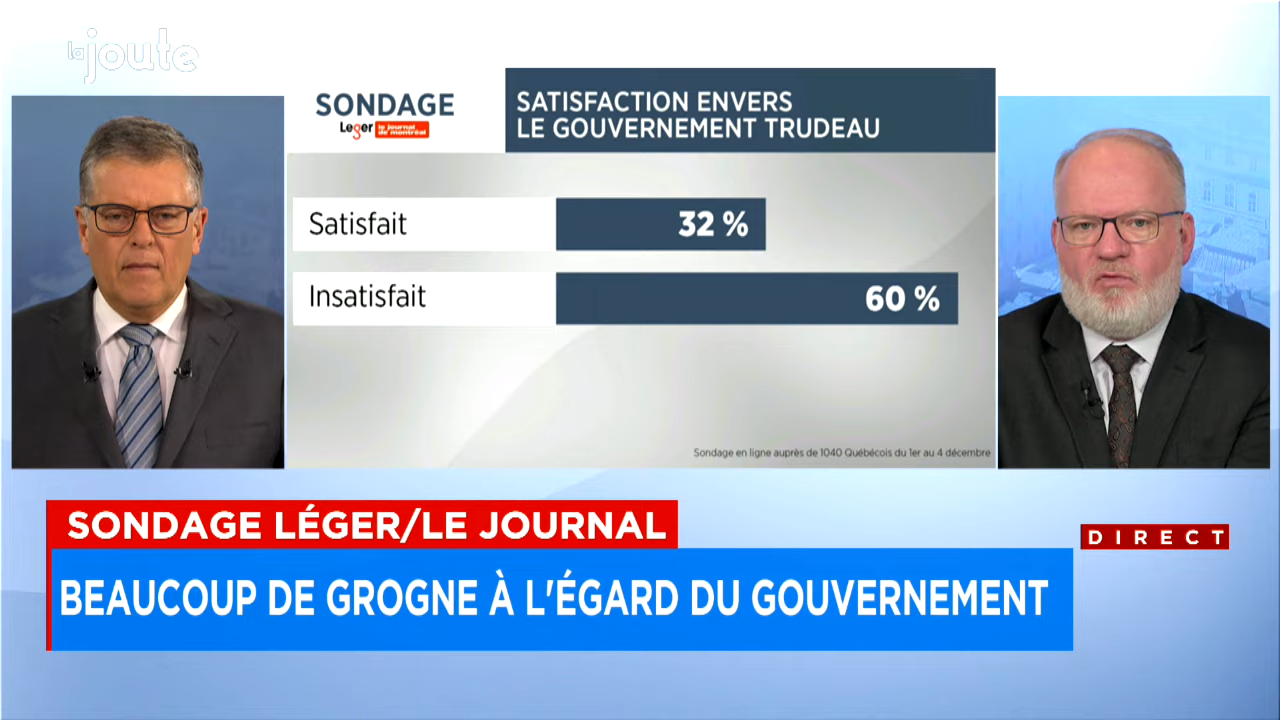 la joute
SONDAGE
Leger le journal de montréal
SATISFACTION ENVERS
LE GOUVERNEMENT TRUDEAU
Satisfait 32 %
Insatisfait 60 %
Sondage en ligne auprès de 1040 Québécois du 1er au 4 décembre
SONDAGE LÉGER/LE JOURNAL
DIRECT
BEAUCOUP DE GROGNE À L'ÉGARD DU GOUVERNEMENT